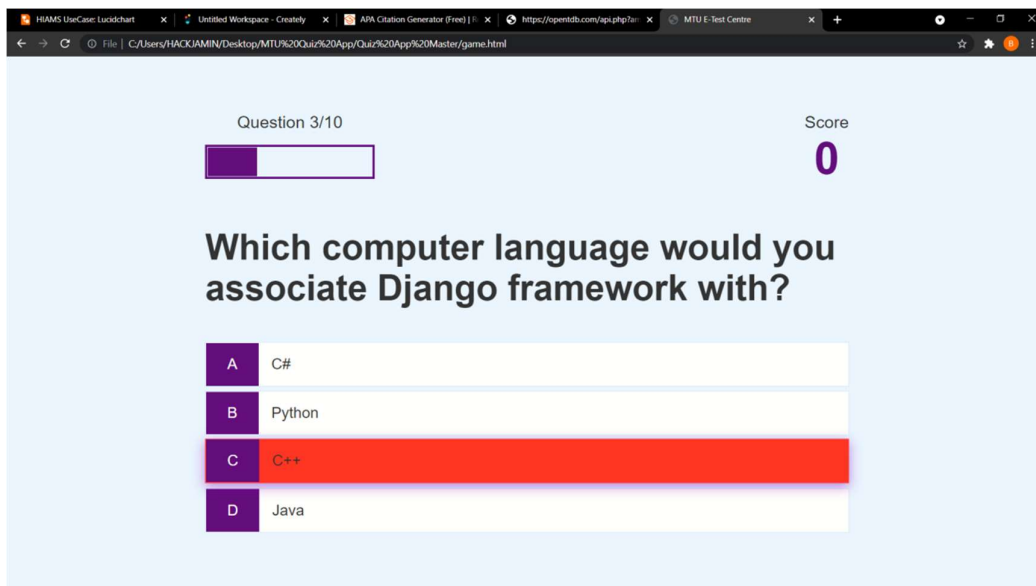 HIAMS UseCase: Lucidchart
Untitled Workspace - Creately
APA Citation Generator (Free) |
https://opentdb.com/api.php?am
MTU E-Test Centre
File | C:/Users/HACKJAMIN/Desktop/MTU%20Quiz%20App/Quiz%20App%20Master/game.html
B
Question 3/10
Score
0
Which computer language would you
associate Django framework with?
A C#
B Python
C C++
D Java